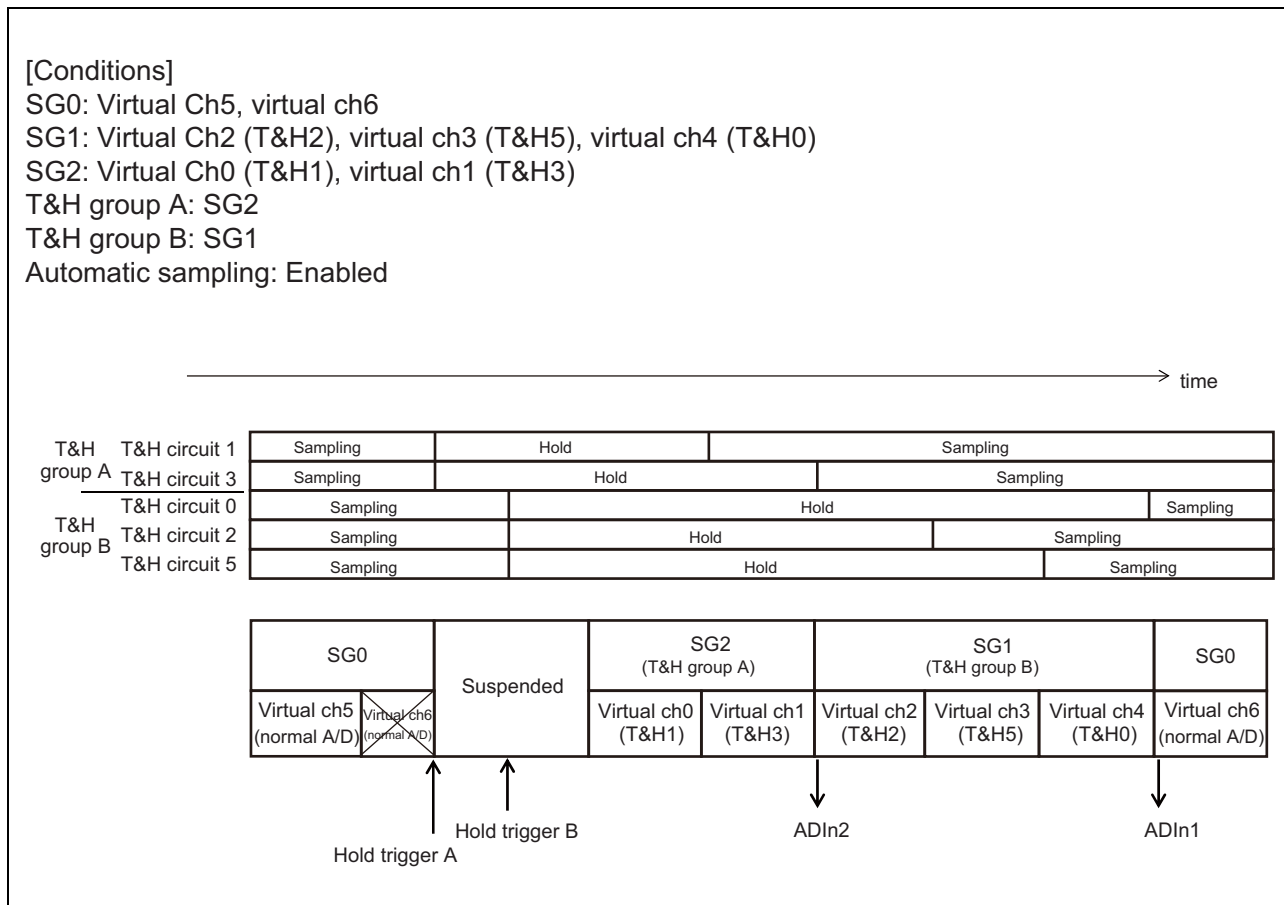 [Conditions]
SG0: Virtual Ch5, virtual ch6
SG1: Virtual Ch2 (T&H2), virtual ch3 (T&H5), virtual ch4 (T&H0)
SG2: Virtual Ch0 (T&H1), virtual ch1 (T&H3)
T&H group A: SG2
T&H group B: SG1
Automatic sampling: Enabled
time
T&H group A
T&H circuit 1 Sampling Hold Sampling
T&H circuit 3 Sampling Hold Sampling
T&H group B
T&H circuit 0 Sampling Hold Sampling
T&H circuit 2 Sampling Hold Sampling
T&H circuit 5 Sampling Hold Sampling
SG0
Suspended
SG2
(T&H group A)
SG1
(T&H group B)
SG0
Virtual ch5
(normal A/D)
Virtual ch6
(normal A/D)
Virtual ch0
(T&H1)
Virtual ch1
(T&H3)
Virtual ch2
(T&H2)
Virtual ch3
(T&H5)
Virtual ch4
(T&H0)
Virtual ch6
(normal A/D)
Hold trigger A
Hold trigger B
ADIn2
ADIn1